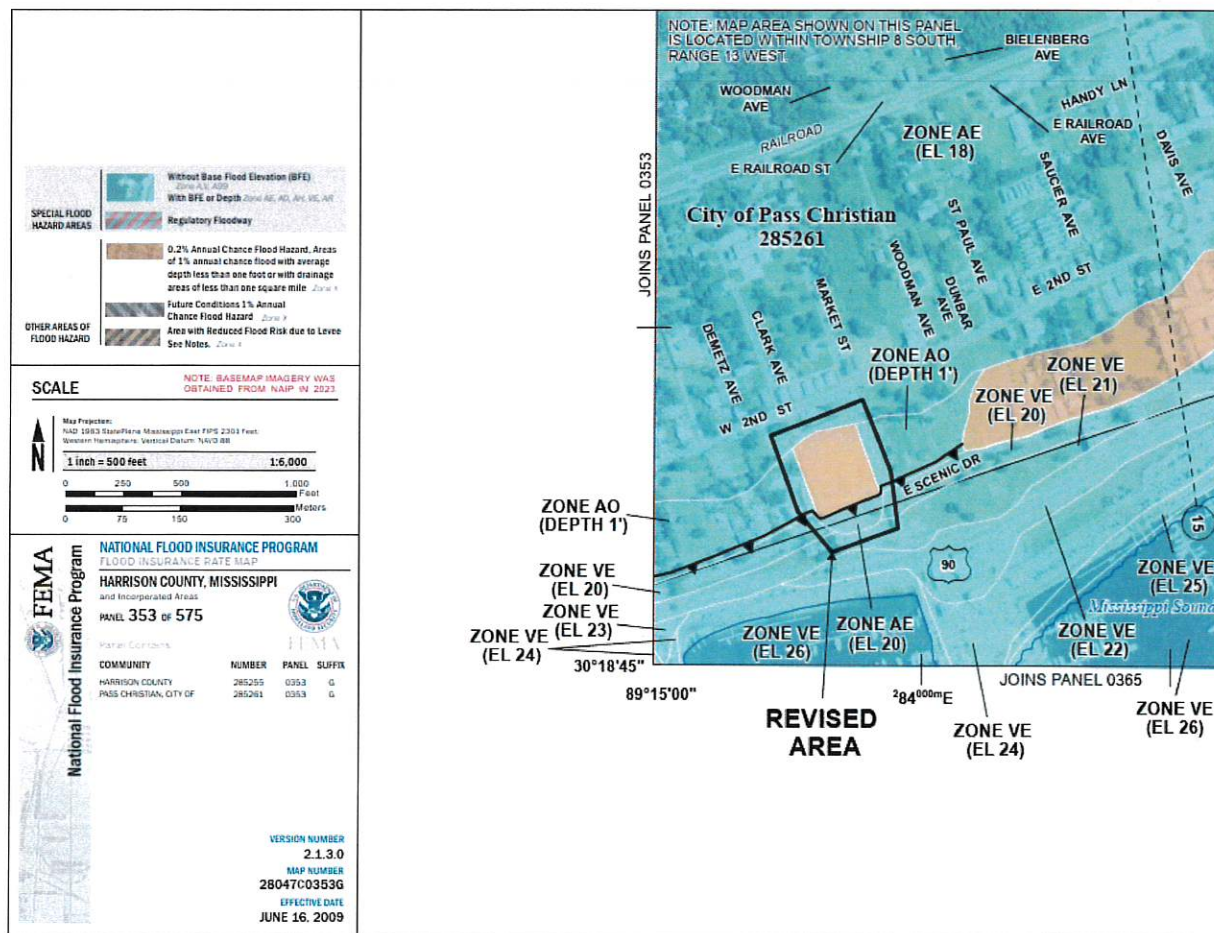 Without Base Flood Elevation (BFE)
Zone A,V, A99
With BFE or Depth Zone AE, AO, AH, VE, AR
SPECIAL FLOOD
HAZARD AREAS
Regulatory Floodway
0.2% Annual Chance Flood Hazard, Areas
of 1% annual chance flood with average
depth less than one foot or with drainage
areas of less than one square mile Zone X
Future Conditions 1% Annual
Chance Flood Hazard Zone X
OTHER AREAS OF
FLOOD HAZARD
Area with Reduced Flood Risk due to Levee
See Notes. Zone X
SCALE
NOTE: BASEMAP IMAGERY WAS
OBTAINED FROM NAIP IN 2023
Map Projection:
NAD 1983 StatePlane Mississippi East FIPS 2301 Feet;
Western Hemisphere; Vertical Datum: NAVD 88
N
1 inch = 500 feet 1:6,000
0 250 500 1,000
Feet
Meters
0 75 150 300
FEMA
National Flood Insurance Program
NATIONAL FLOOD INSURANCE PROGRAM
FLOOD INSURANCE RATE MAP
HARRISON COUNTY, MISSISSIPPI
and Incorporated Areas
PANEL 353 OF 575
Panel Contains:
FEMA
COMMUNITY NUMBER PANEL SUFFIX
HARRISON COUNTY 285255 0353 G
PASS CHRISTIAN, CITY OF 285261 0353 G
VERSION NUMBER
2.1.3.0
MAP NUMBER
28047C0353G
EFFECTIVE DATE
JUNE 16, 2009
NOTE: MAP AREA SHOWN ON THIS PANEL
IS LOCATED WITHIN TOWNSHIP 8 SOUTH,
RANGE 13 WEST.
BIELENBERG
AVE
WOODMAN
AVE
HANDY LN
RAILROAD
ZONE AE
(EL 18)
E RAILROAD
AVE
E RAILROAD ST
DAVIS AVE
SAUCIER AVE
JOINS PANEL 0353
City of Pass Christian
285261
ST PAUL AVE
WOODMAN AVE
DUNBAR
AVE
E 2ND ST
MARKET ST
CLARK AVE
DEMETZ AVE
ZONE AO
(DEPTH 1')
ZONE VE
(EL 21)
ZONE VE
(EL 20)
W 2ND ST
E SCENIC DR
ZONE AO
(DEPTH 1')
15
90
ZONE VE
(EL 20)
ZONE VE
(EL 25)
ZONE VE
(EL 23)
Mississippi Sound
ZONE VE
(EL 24)
ZONE VE
(EL 26)
ZONE AE
(EL 20)
ZONE VE
(EL 22)
30°18'45"
89°15'00"
JOINS PANEL 0365
284000mE
REVISED
AREA
ZONE VE
(EL 24)
ZONE VE
(EL 26)